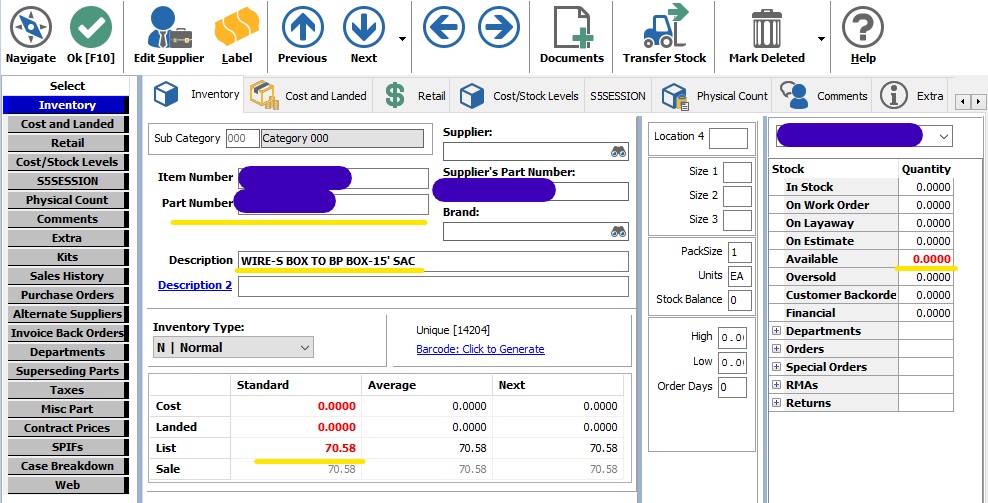 Navigate Ok [F10] Edit Supplier Label Previous Next Documents Transfer Stock Mark Deleted Help
Select
Inventory
Cost and Landed
Retail
Cost/Stock Levels
S5SESSION
Physical Count
Comments
Extra
Kits
Sales History
Purchase Orders
Alternate Suppliers
Invoice Back Orders
Departments
Superseding Parts
Taxes
Misc Part
Contract Prices
SPIFs
Case Breakdown
Web
Inventory Cost and Landed Retail Cost/Stock Levels S5SESSION Physical Count Comments Extra
Sub Category 000 Category 000
Item Number
Part Number
Description WIRE-S BOX TO BP BOX-15' SAC
Description 2
Supplier:
Supplier's Part Number:
Brand:
Inventory Type:
N | Normal
Unique [14204]
Barcode: Click to Generate
Standard Average Next
Cost 0.0000 0.0000 0.0000
Landed 0.0000 0.0000 0.0000
List 70.58 70.58 70.58
Sale 70.58 70.58 70.58
Location 4
Size 1
Size 2
Size 3
PackSize 1
Units EA
Stock Balance 0
High
Low
Order Days 0
Stock Quantity
In Stock 0.0000
On Work Order 0.0000
On Layaway 0.0000
On Estimate 0.0000
Available 0.0000
Oversold 0.0000
Customer Backorde 0.0000
Financial 0.0000
Departments
Orders
Special Orders
RMAs
Returns